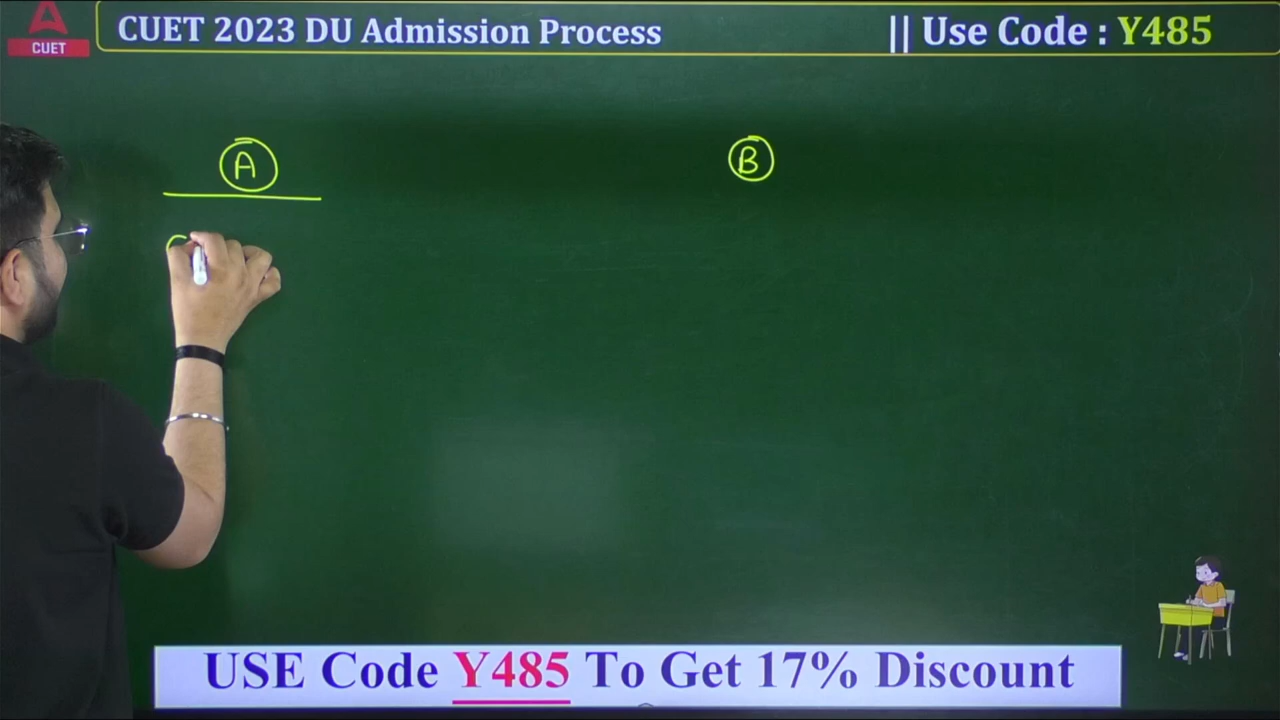 A
CUET
CUET 2023 DU Admission Process
|| Use Code : Y485
A
B
USE Code Y485 To Get 17% Discount